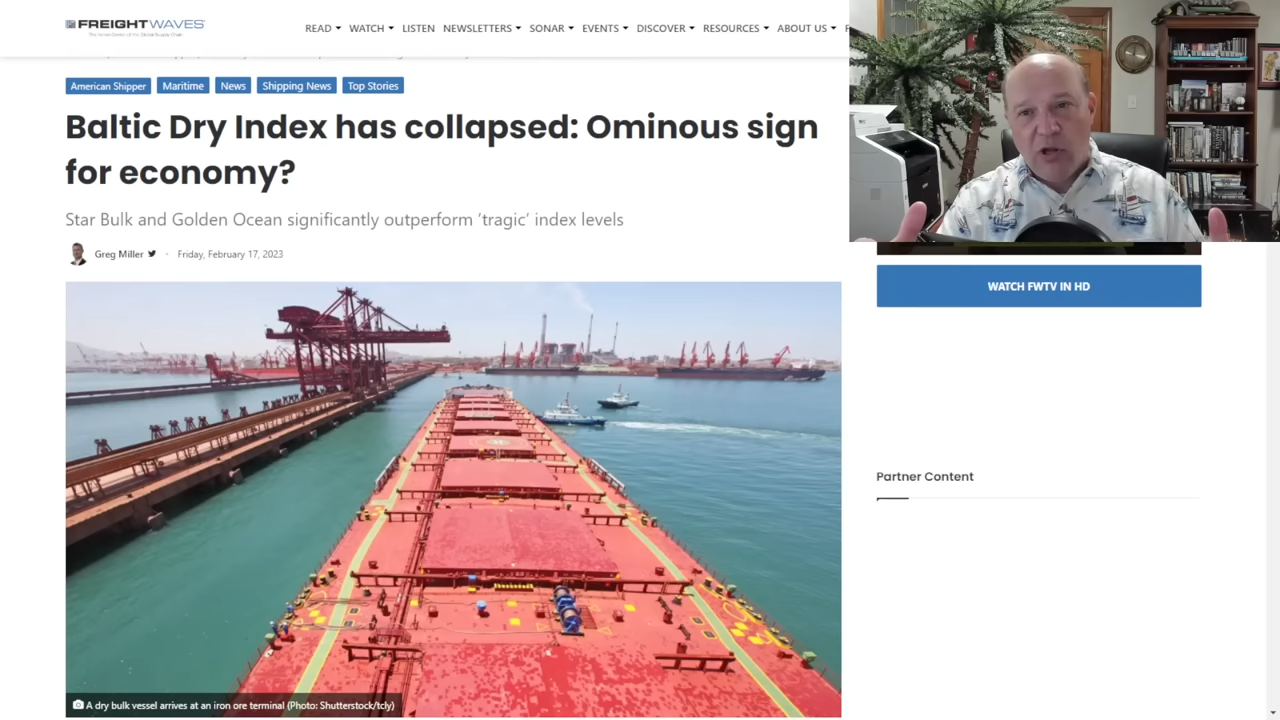 FREIGHTWAVES
READ WATCH LISTEN NEWSLETTERS SONAR EVENTS DISCOVER RESOURCES ABOUT US
American Shipper Maritime News Shipping News Top Stories
Baltic Dry Index has collapsed: Ominous sign
for economy?
Star Bulk and Golden Ocean significantly outperform ‘tragic’ index levels
Greg Miller · Friday, February 17, 2023
WATCH FWTV IN HD
Partner Content
A dry bulk vessel arrives at an iron ore terminal (Photo: Shutterstock/tcly)